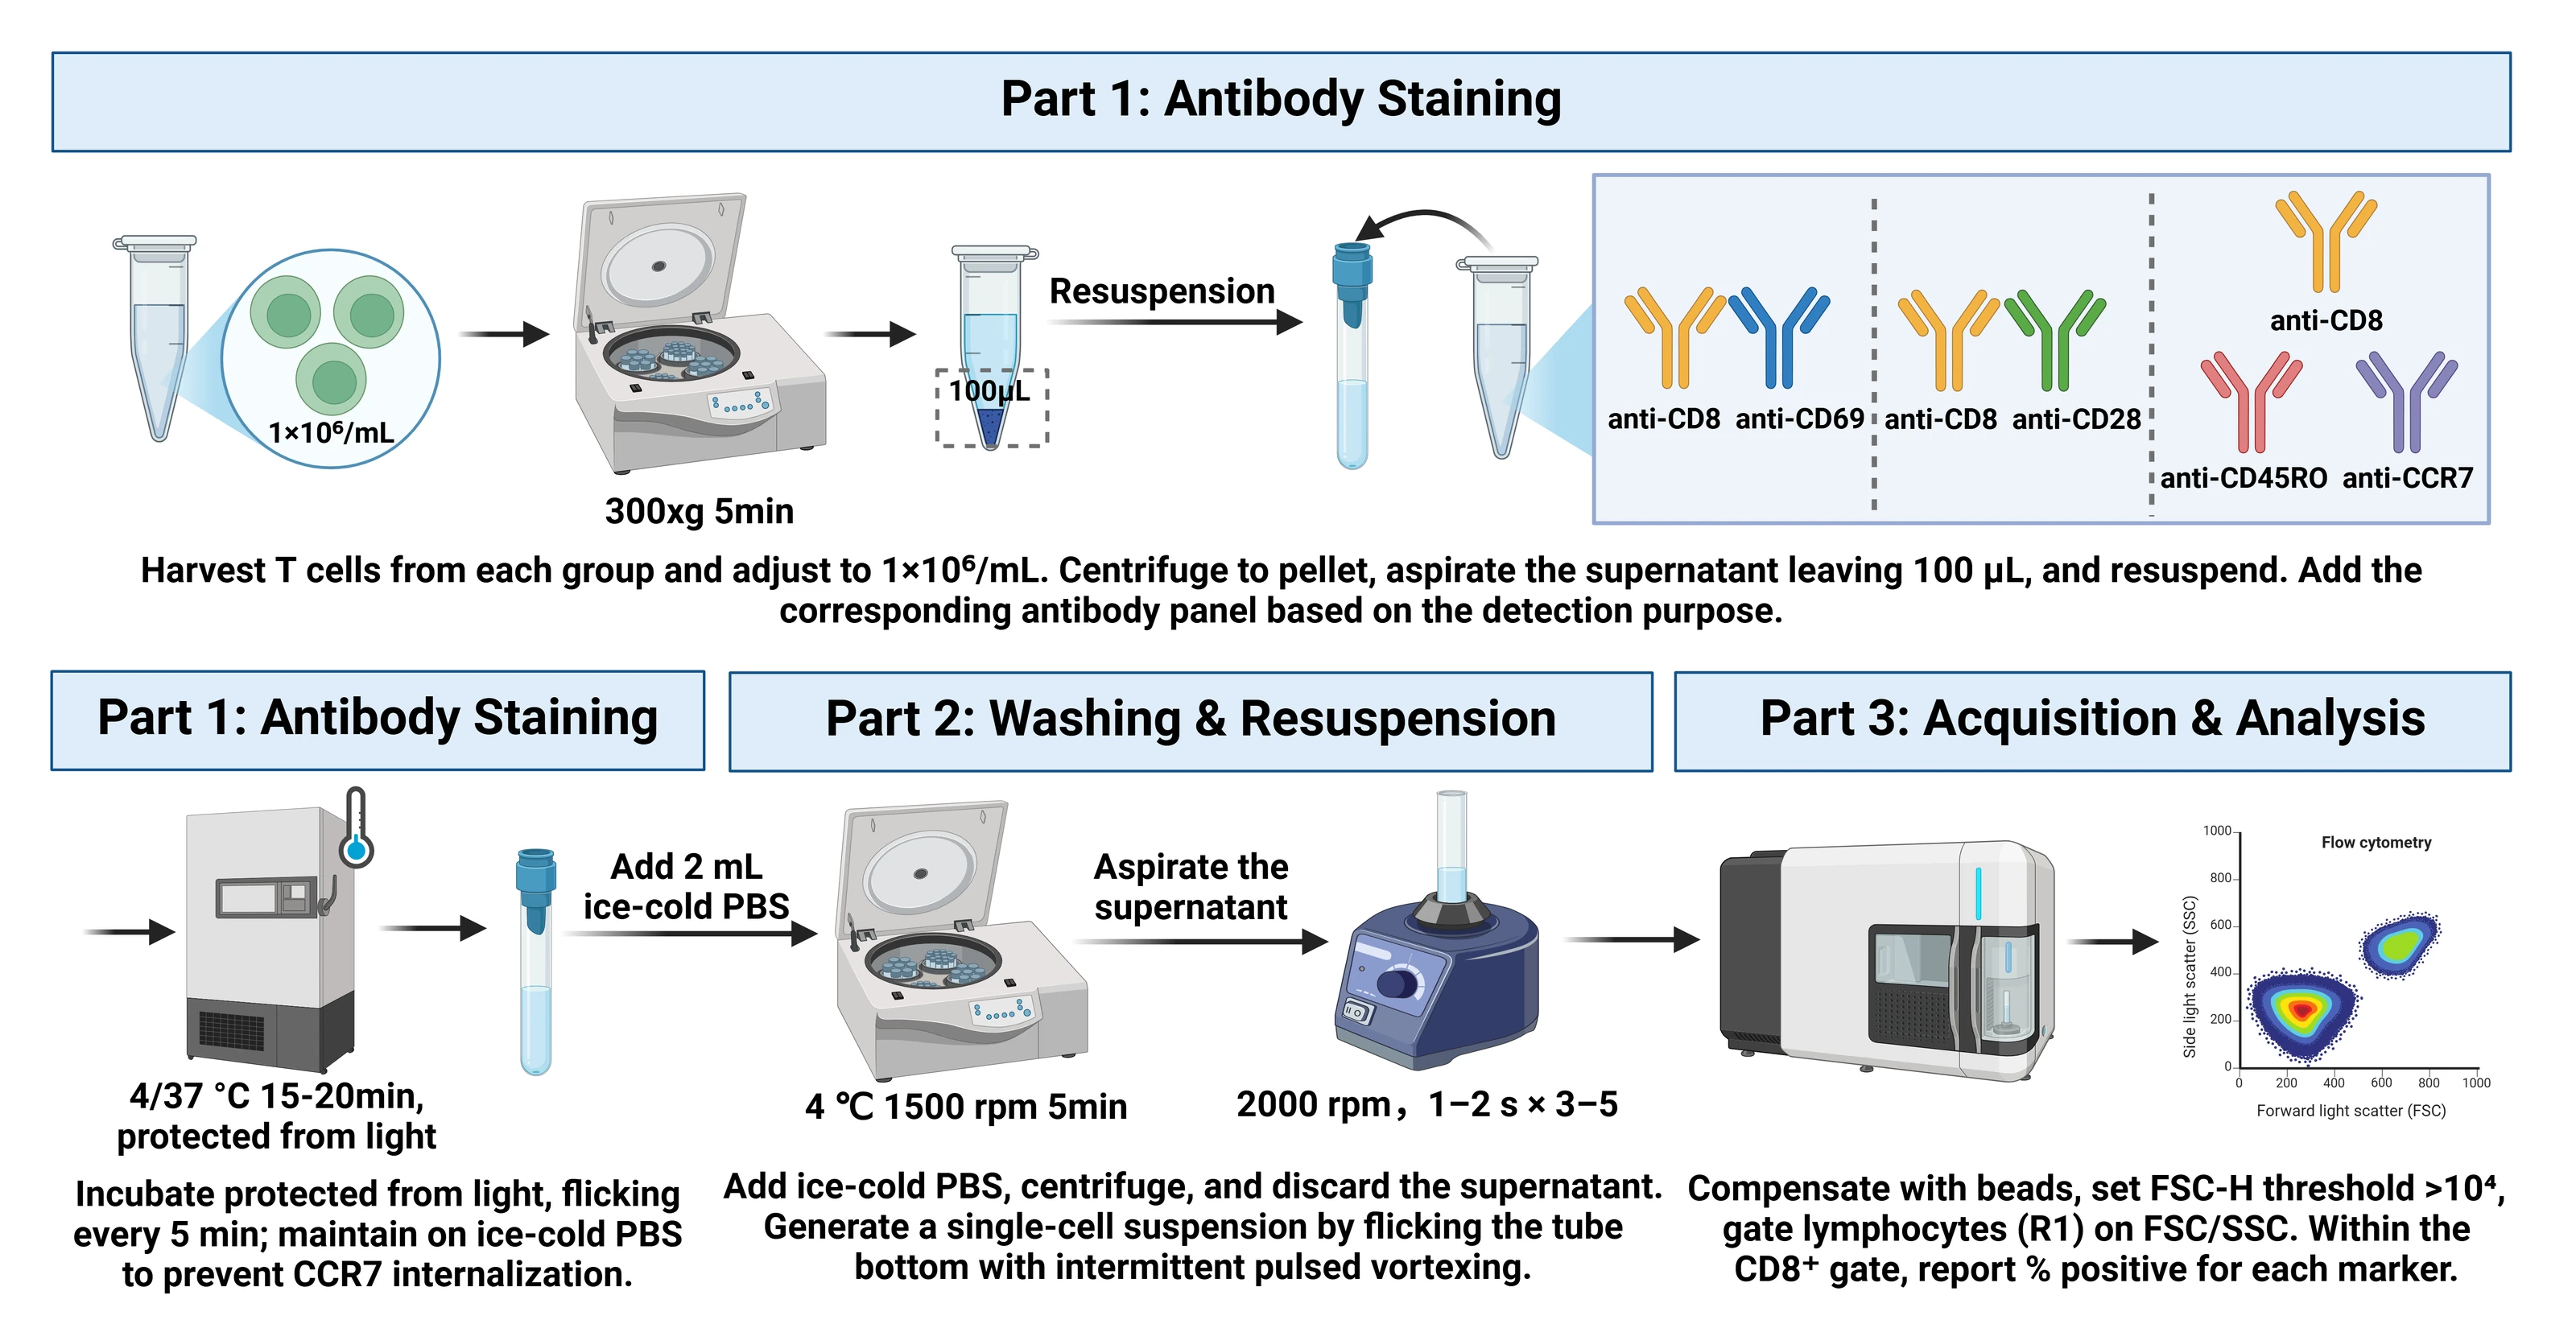 Part 1: Antibody Staining
1×10⁶/mL
300xg 5min
100μL
Resuspension
anti-CD8 anti-CD69
anti-CD8 anti-CD28
anti-CD8
anti-CD45RO anti-CCR7
Harvest T cells from each group and adjust to 1×10⁶/mL. Centrifuge to pellet, aspirate the supernatant leaving 100 μL, and resuspend. Add the
corresponding antibody panel based on the detection purpose.
Part 1: Antibody Staining
4/37 °C 15-20min,
protected from light
Incubate protected from light, flicking
every 5 min; maintain on ice-cold PBS
to prevent CCR7 internalization.
Part 2: Washing & Resuspension
Add 2 mL
ice-cold PBS
4 ℃ 1500 rpm 5min
Aspirate the
supernatant
2000 rpm，1–2 s × 3–5
Add ice-cold PBS, centrifuge, and discard the supernatant.
Generate a single-cell suspension by flicking the tube
bottom with intermittent pulsed vortexing.
Part 3: Acquisition & Analysis
Flow cytometry
Side light scatter (SSC)
1000
800
600
400
200
0
0 200 400 600 800 1000
Forward light scatter (FSC)
Compensate with beads, set FSC-H threshold >10⁴,
gate lymphocytes (R1) on FSC/SSC. Within the
CD8⁺ gate, report % positive for each marker.